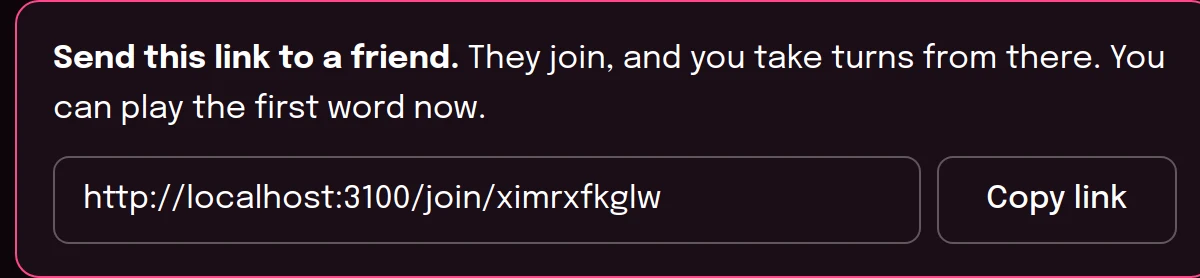 Send this link to a friend. They join, and you take turns from there. You
can play the first word now.
http://localhost:3100/join/ximrxfkglw
Copy link